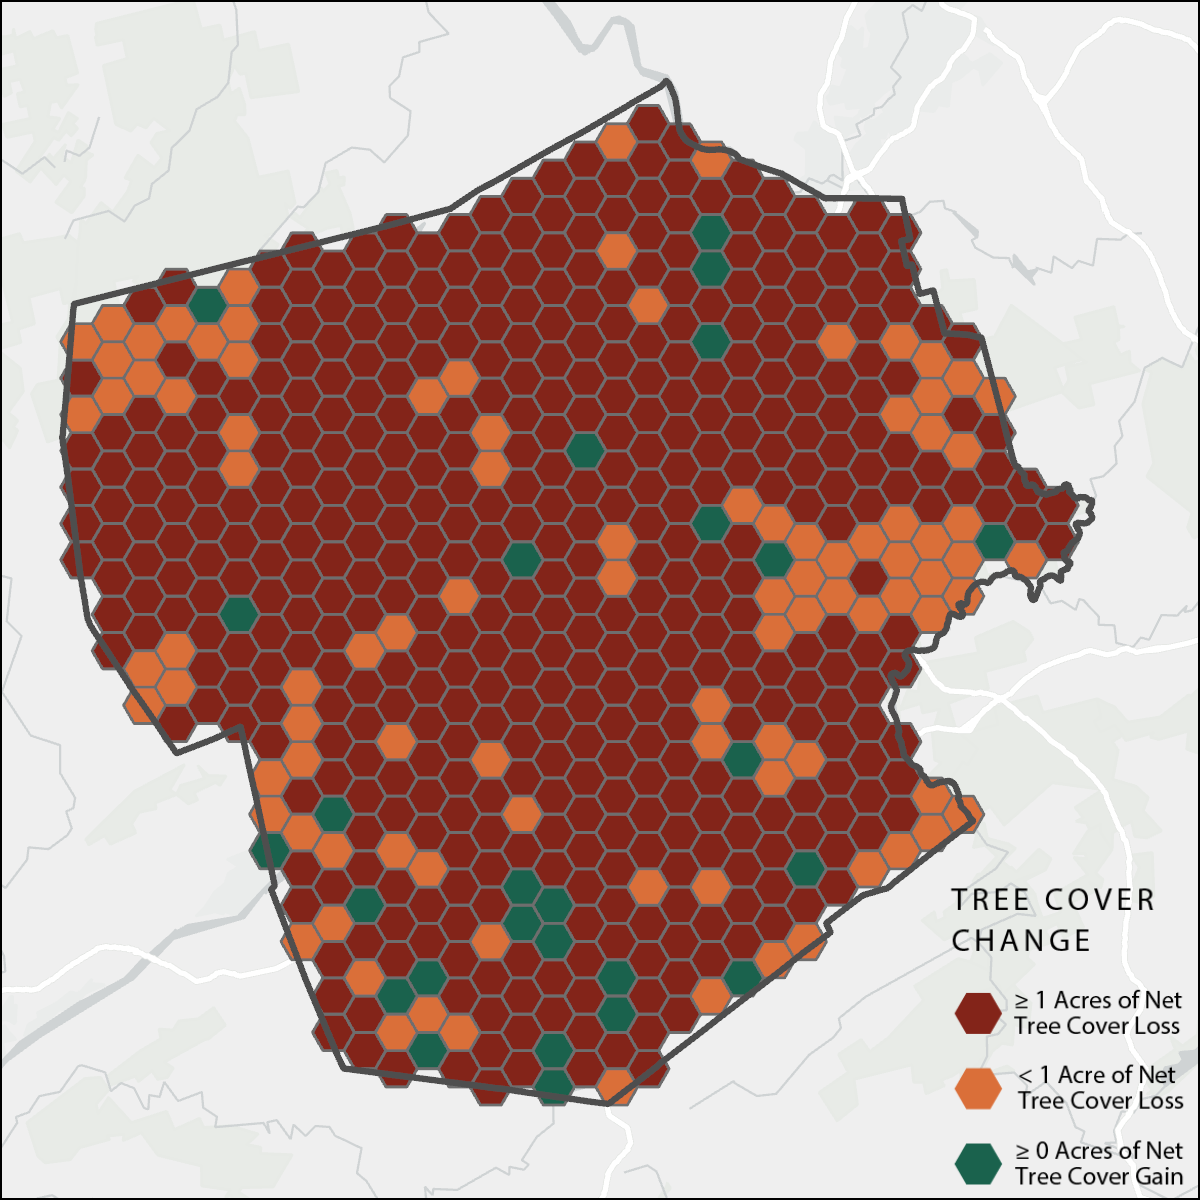 TREE COVER
CHANGE
≥ 1 Acres of Net
Tree Cover Loss
< 1 Acre of Net
Tree Cover Loss
≥ 0 Acres of Net
Tree Cover Gain